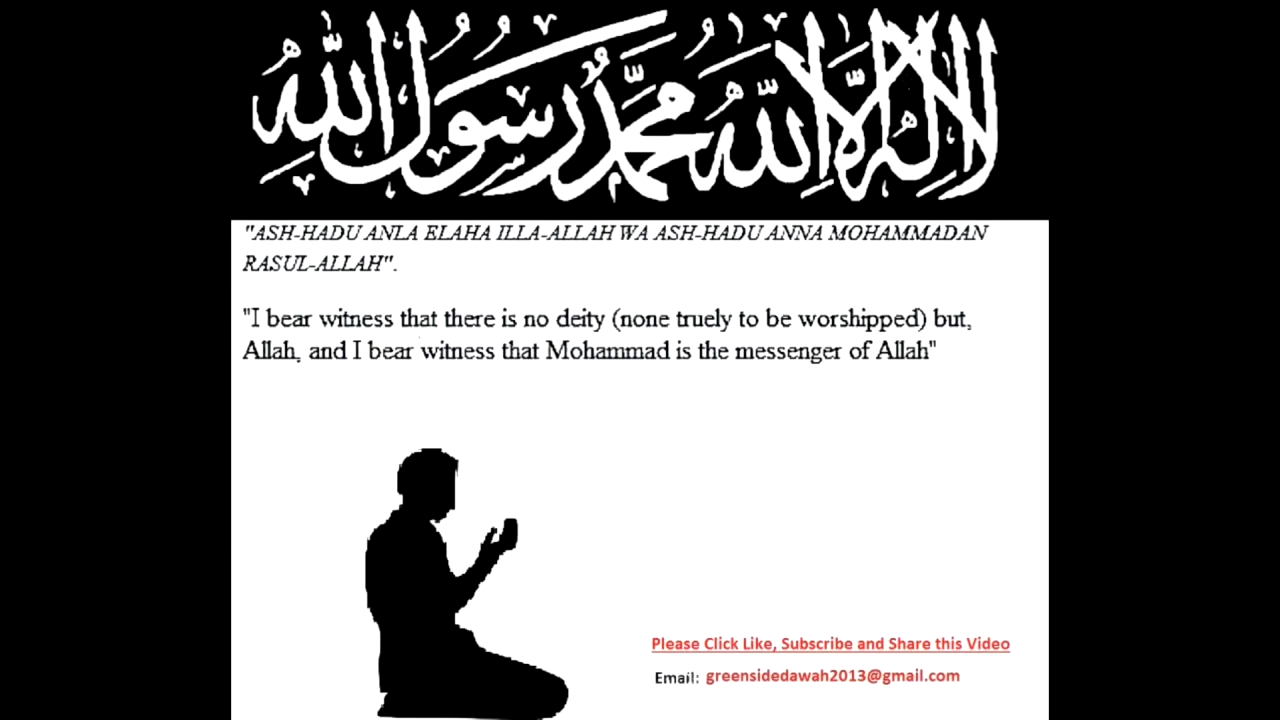 لا إله إلا الله محمد رسول الله
"ASH-HADU ANLA ELAHA ILLA-ALLAH WA ASH-HADU ANNA MOHAMMADAN
RASUL-ALLAH".
"I bear witness that there is no deity (none truely to be worshipped) but,
Allah, and I bear witness that Mohammad is the messenger of Allah"
Please Click Like, Subscribe and Share this Video
Email: greensidedawah2013@gmail.com